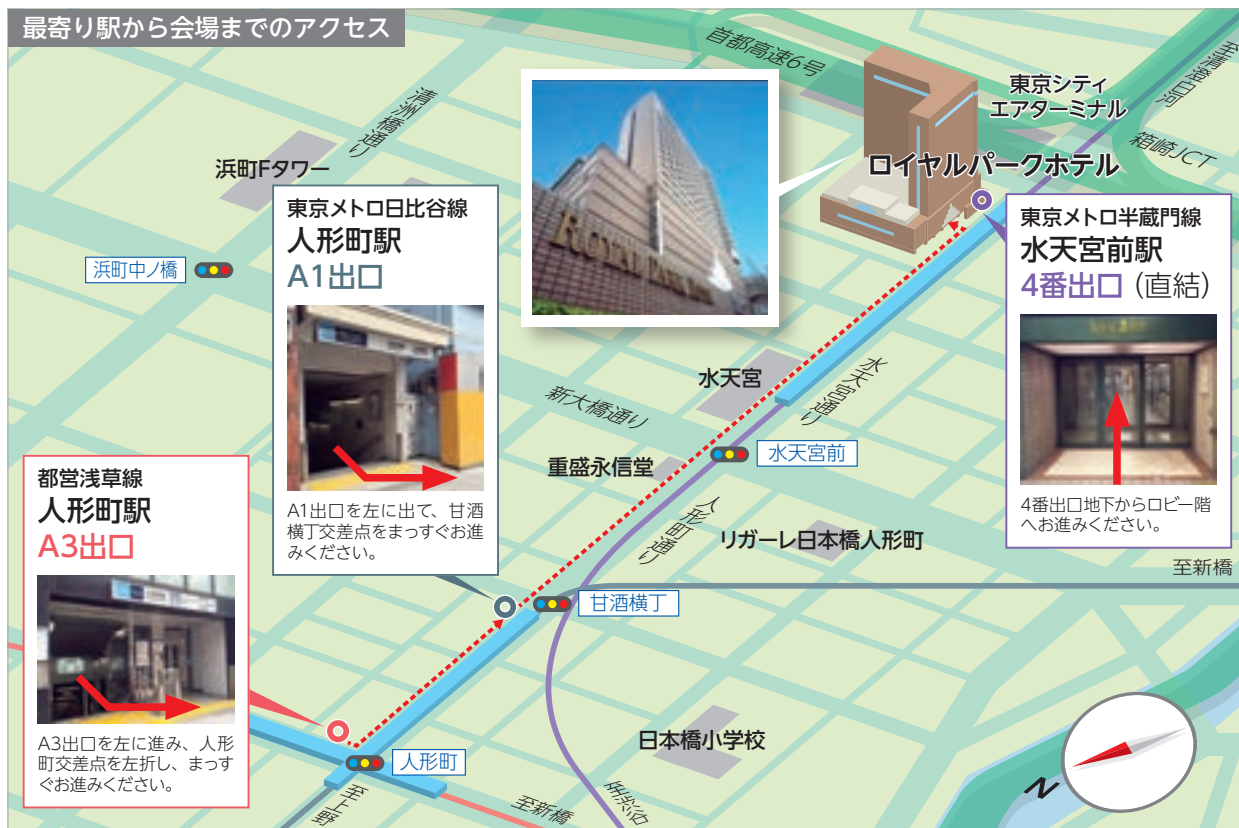 最寄り駅から会場までのアクセス
首都高速6号
至清澄白河
東京シティ
エアターミナル
箱崎JCT
清洲橋通り
浜町Fタワー
ロイヤルパークホテル
ROYAL PARK
東京メトロ日比谷線
人形町駅
A1出口
A1出口を左に出て、甘酒
横丁交差点をまっすぐお進
みください。
東京メトロ半蔵門線
水天宮前駅
4番出口 (直結)
4番出口地下からロビー階
へお進みください。
浜町中ノ橋
水天宮
水天宮通り
新大橋通り
水天宮前
重盛永信堂
人形町通り
リガーレ日本橋人形町
至新橋
都営浅草線
人形町駅
A3出口
A3出口を左に進み、人形
町交差点を左折し、まっす
ぐお進みください。
甘酒横丁
日本橋小学校
人形町
至上野
至新橋
至渋谷
N